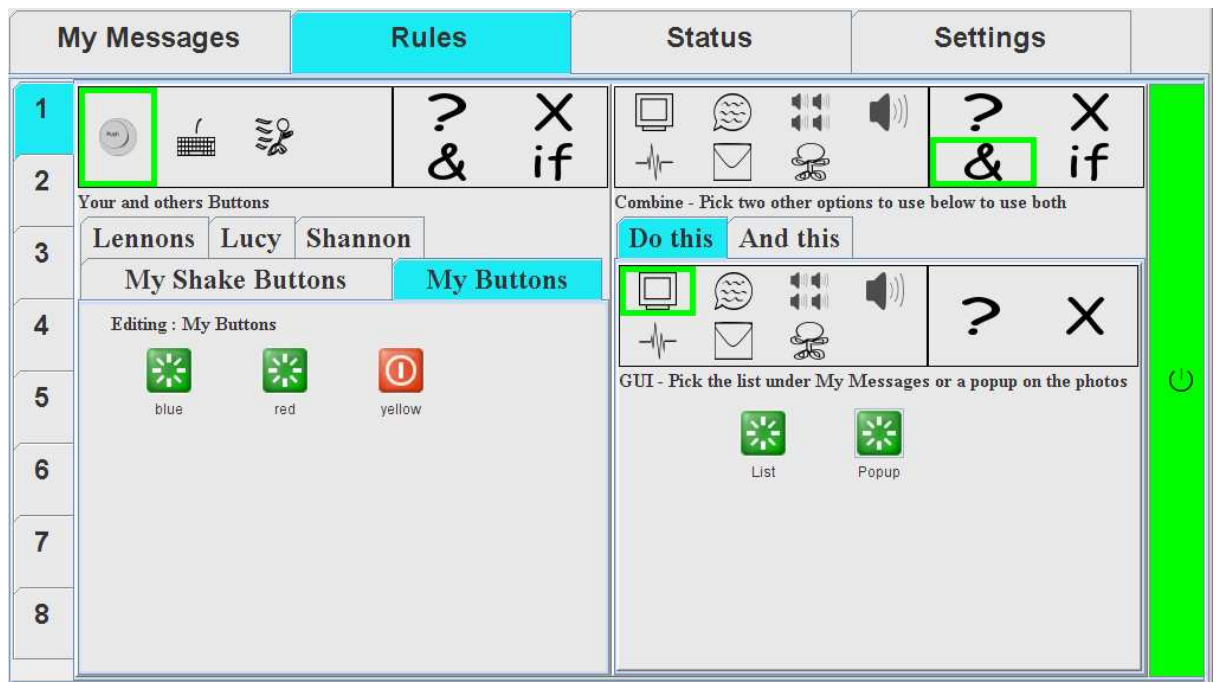 My Messages Rules Status Settings
1
2
3
4
5
6
7
8
Push
? X
& if
Your and others Buttons
Lennons Lucy Shannon
My Shake Buttons My Buttons
Editing : My Buttons
blue red yellow
? X
& if
Combine - Pick two other options to use below to use both
Do this And this
? X
GUI - Pick the list under My Messages or a popup on the photos
List Popup